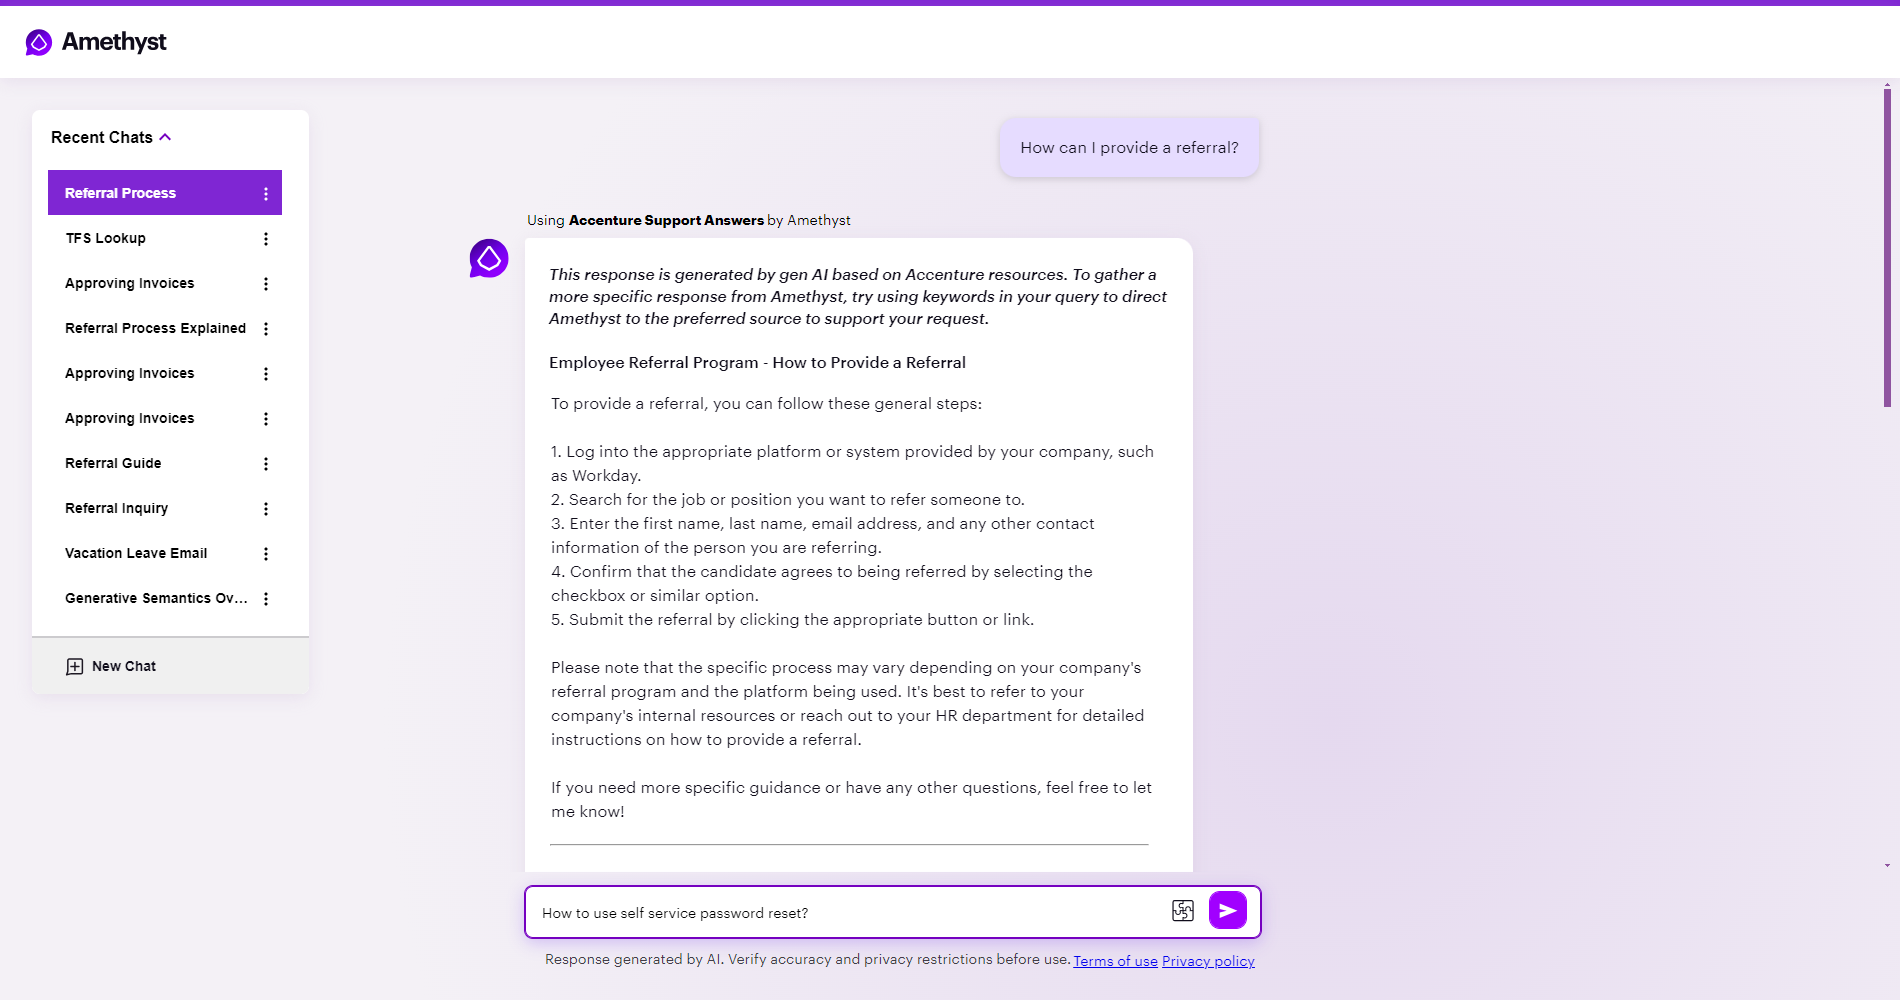 Amethyst
Recent Chats
Referral Process
TFS Lookup
Approving Invoices
Referral Process Explained
Approving Invoices
Approving Invoices
Referral Guide
Referral Inquiry
Vacation Leave Email
Generative Semantics Ov...
New Chat
How can I provide a referral?
Using Accenture Support Answers by Amethyst
This response is generated by gen AI based on Accenture resources. To gather a
more specific response from Amethyst, try using keywords in your query to direct
Amethyst to the preferred source to support your request.
Employee Referral Program - How to Provide a Referral
To provide a referral, you can follow these general steps:
1. Log into the appropriate platform or system provided by your company, such
as Workday.
2. Search for the job or position you want to refer someone to.
3. Enter the first name, last name, email address, and any other contact
information of the person you are referring.
4. Confirm that the candidate agrees to being referred by selecting the
checkbox or similar option.
5. Submit the referral by clicking the appropriate button or link.
Please note that the specific process may vary depending on your company's
referral program and the platform being used. It's best to refer to your
company's internal resources or reach out to your HR department for detailed
instructions on how to provide a referral.
If you need more specific guidance or have any other questions, feel free to let
me know!
How to use self service password reset?
Response generated by AI. Verify accuracy and privacy restrictions before use. Terms of use Privacy policy